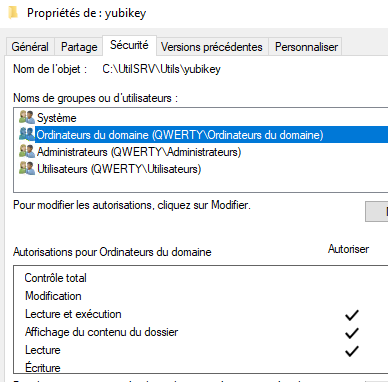 Propriétés de : yubikey
Général Partage Sécurité Versions précédentes Personnaliser
Nom de l'objet : C:\UtilSRV\Utils\yubikey
Noms de groupes ou d'utilisateurs :
Système
Ordinateurs du domaine (QWERTY\Ordinateurs du domaine)
Administrateurs (QWERTY\Administrateurs)
Utilisateurs (QWERTY\Utilisateurs)
Pour modifier les autorisations, cliquez sur Modifier.
Autorisations pour Ordinateurs du domaine Autoriser
Contrôle total
Modification
Lecture et exécution
Affichage du contenu du dossier
Lecture
Écriture